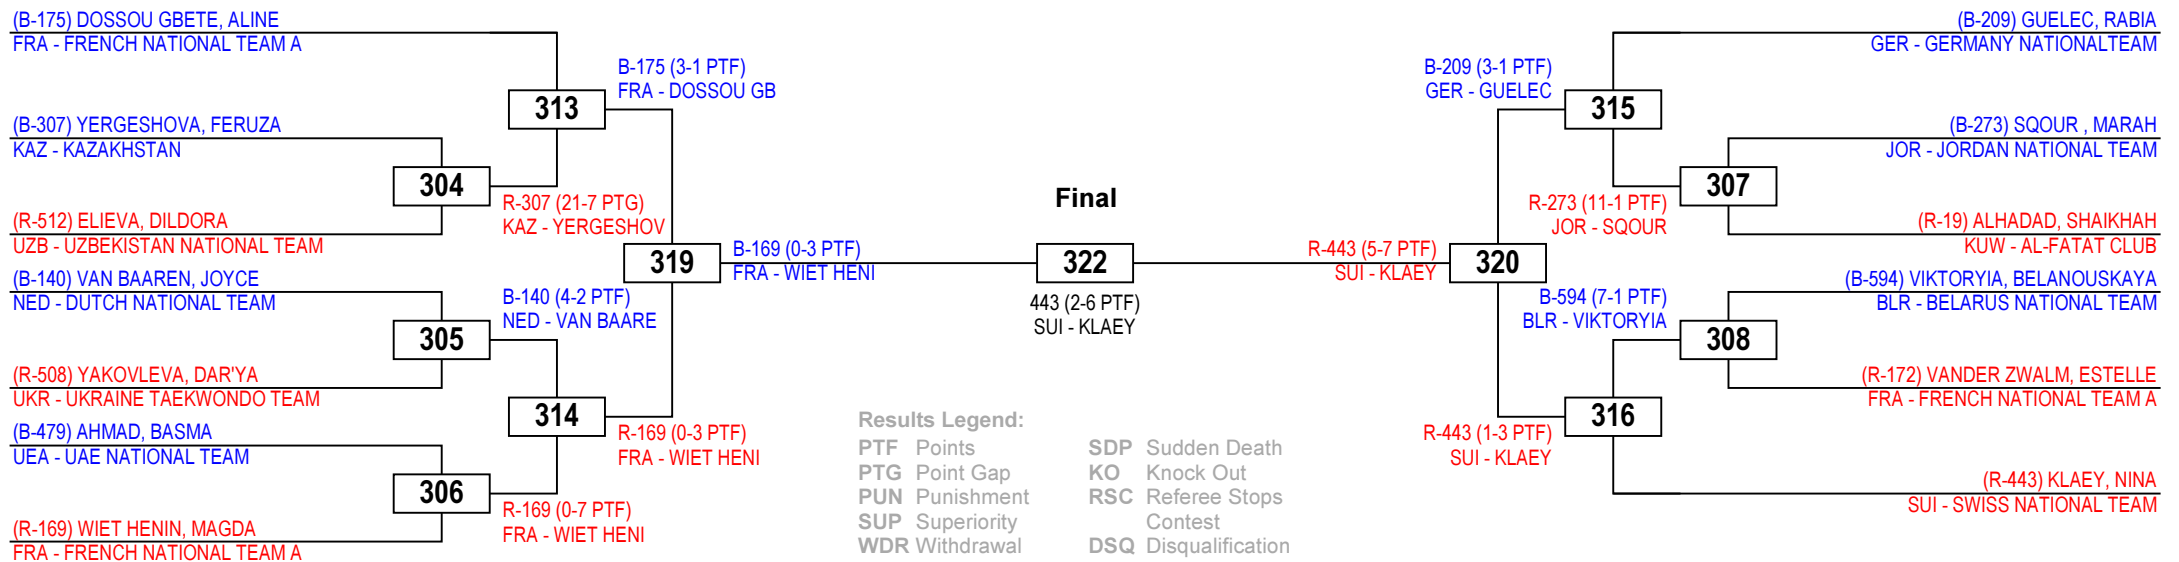 (B-175) DOSSOU GBETE, ALINE
FRA - FRENCH NATIONAL TEAM A
(B-307) YERGESHOVA, FERUZA
KAZ - KAZAKHSTAN
(R-512) ELIEVA, DILDORA
UZB - UZBEKISTAN NATIONAL TEAM
(B-140) VAN BAAREN, JOYCE
NED - DUTCH NATIONAL TEAM
(R-508) YAKOVLEVA, DAR'YA
UKR - UKRAINE TAEKWONDO TEAM
(B-479) AHMAD, BASMA
UEA - UAE NATIONAL TEAM
(R-169) WIET HENIN, MAGDA
FRA - FRENCH NATIONAL TEAM A
304
305
306
313
314
B-175 (3-1 PTF)
FRA - DOSSOU GB
R-307 (21-7 PTG)
KAZ - YERGESHOV
B-140 (4-2 PTF)
NED - VAN BAARE
R-169 (0-7 PTF)
FRA - WIET HENI
R-169 (0-3 PTF)
FRA - WIET HENI
319
B-169 (0-3 PTF)
FRA - WIET HENI
Final
322
443 (2-6 PTF)
SUI - KLAEY
Results Legend:
PTF Points
PTG Point Gap
PUN Punishment
SUP Superiority
WDR Withdrawal
SDP Sudden Death
KO Knock Out
RSC Referee Stops
Contest
DSQ Disqualification
R-443 (5-7 PTF)
SUI - KLAEY
320
B-209 (3-1 PTF)
GER - GUELEC
315
R-273 (11-1 PTF)
JOR - SQOUR
B-594 (7-1 PTF)
BLR - VIKTORYIA
R-443 (1-3 PTF)
SUI - KLAEY
316
307
308
(B-209) GUELEC, RABIA
GER - GERMANY NATIONALTEAM
(B-273) SQOUR , MARAH
JOR - JORDAN NATIONAL TEAM
(R-19) ALHADAD, SHAIKHAH
KUW - AL-FATAT CLUB
(B-594) VIKTORYIA, BELANOUSKAYA
BLR - BELARUS NATIONAL TEAM
(R-172) VANDER ZWALM, ESTELLE
FRA - FRENCH NATIONAL TEAM A
(R-443) KLAEY, NINA
SUI - SWISS NATIONAL TEAM